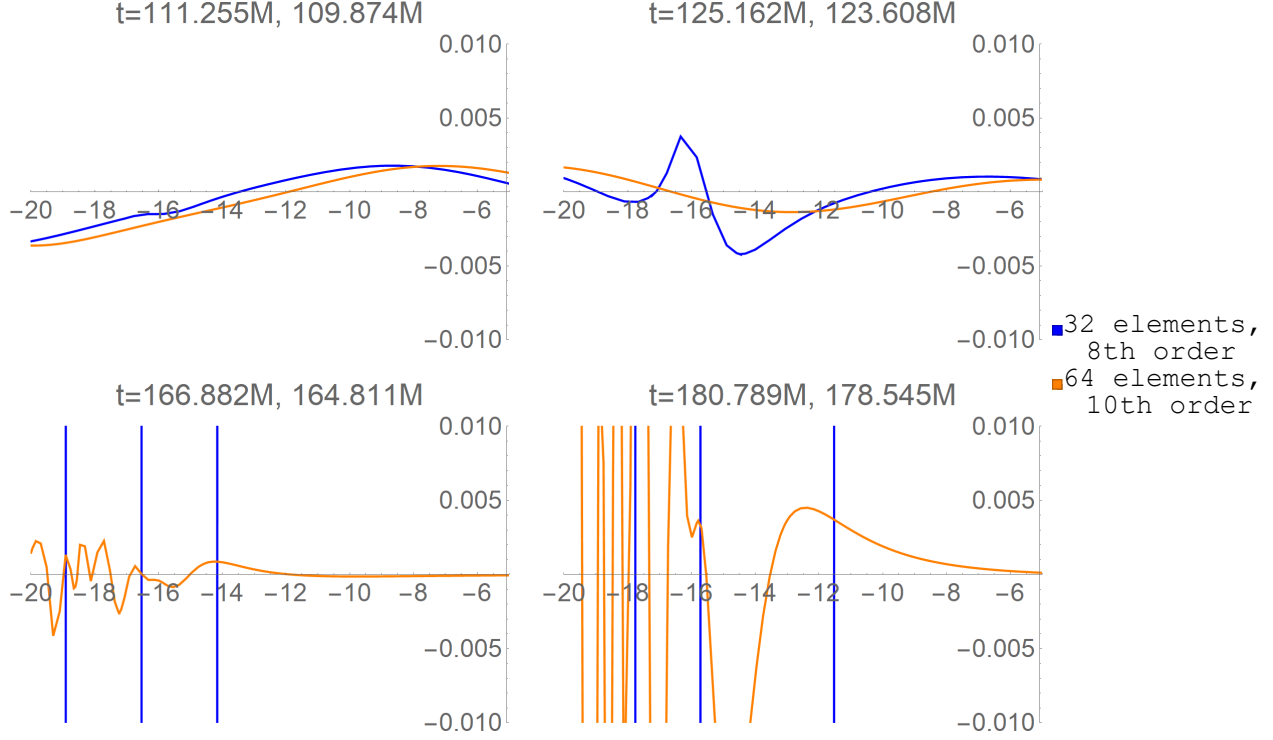 t=111.255M, 109.874M
0.010
0.005
−20 −18 −16 −14 −12 −10 −8 −6
−0.005
−0.010
t=125.162M, 123.608M
0.010
0.005
−20 −18 −16 −14 −12 −10 −8 −6
−0.005
−0.010
32 elements,
8th order
64 elements,
10th order
t=166.882M, 164.811M
0.010
0.005
−20 −18 −16 −14 −12 −10 −8 −6
−0.005
−0.010
t=180.789M, 178.545M
0.010
0.005
−20 −18 −16 −14 −12 −10 −8 −6
−0.005
−0.010